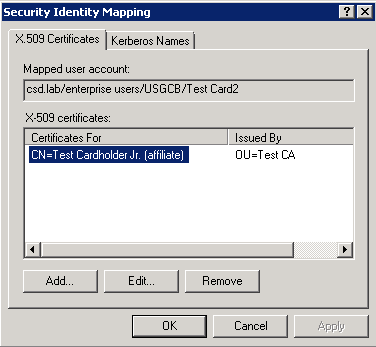 Security Identity Mapping
X.509 Certificates
Kerberos Names
Mapped user account:
csd.lab/enterprise users/USGCB/Test Card2
X-509 certificates:
Certificates For
Issued By
CN=Test Cardholder Jr. (affiliate)
OU=Test CA
Add...
Edit...
Remove
OK
Cancel
Apply